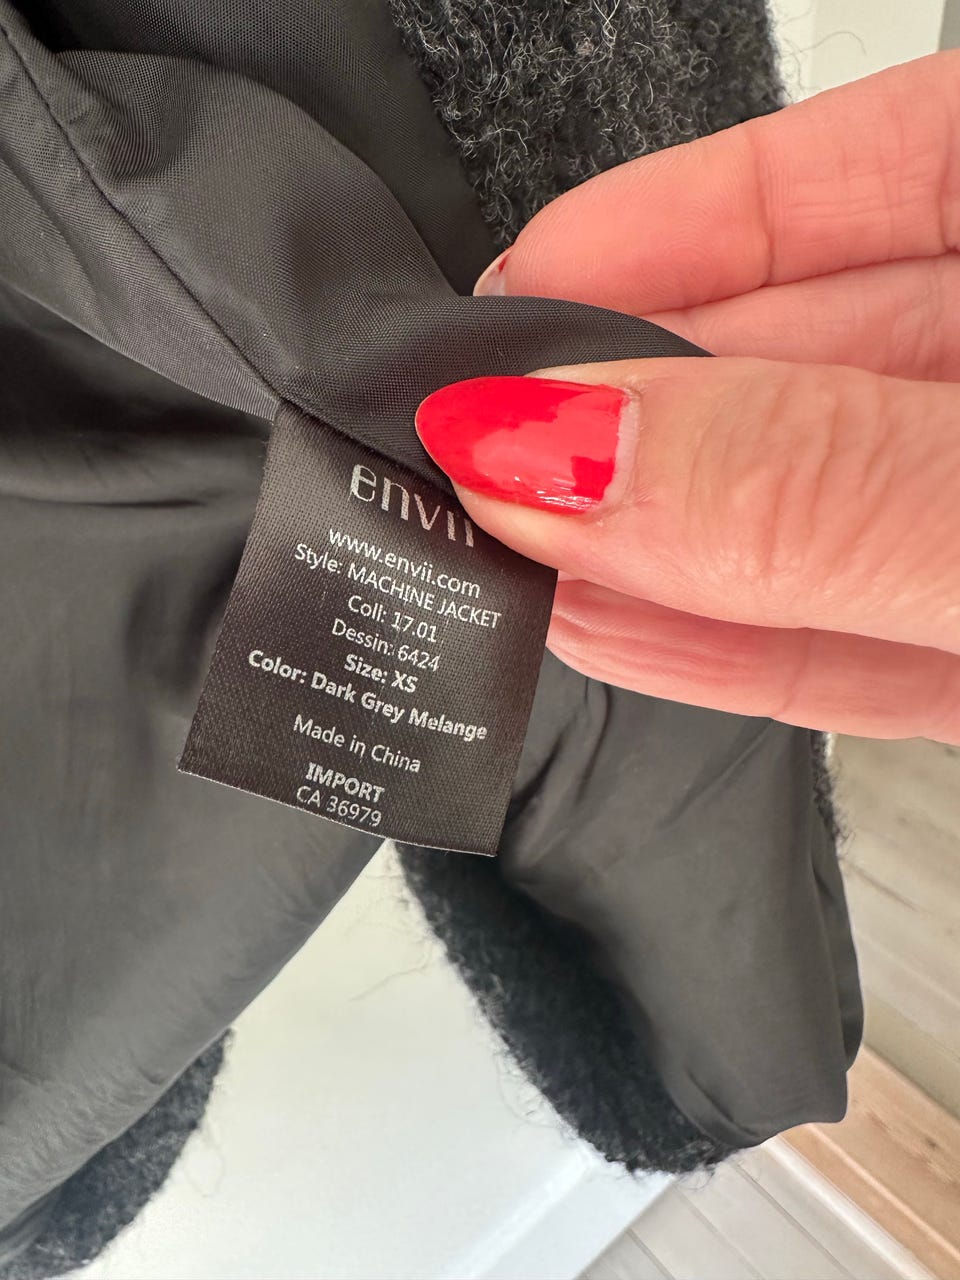 envii
www.envii.com
Style: MACHINE JACKET
Coll: 17.01
Dessin: 6424
Size: XS
Color: Dark Grey Melange
Made in China
IMPORT
CA 36979